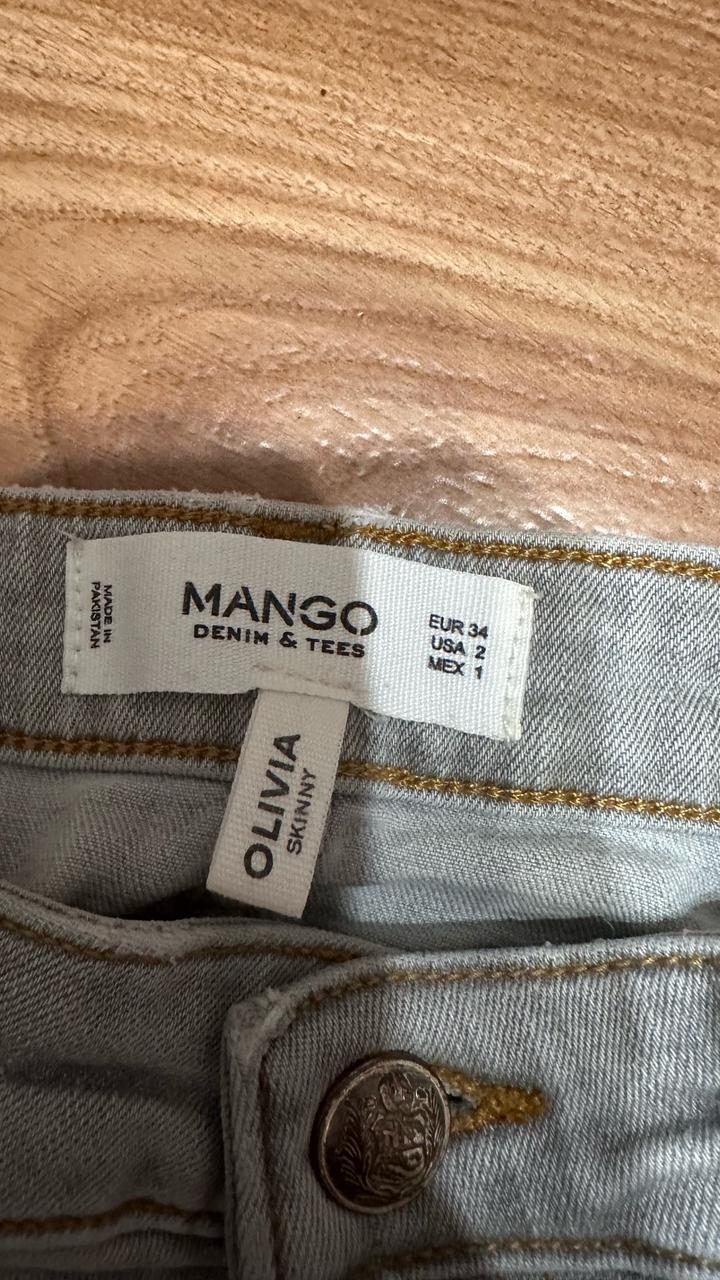 MADE IN
PAKISTAN
MANGO
DENIM & TEES
EUR 34
USA 2
MEX 1
OLIVIA
SKINNY